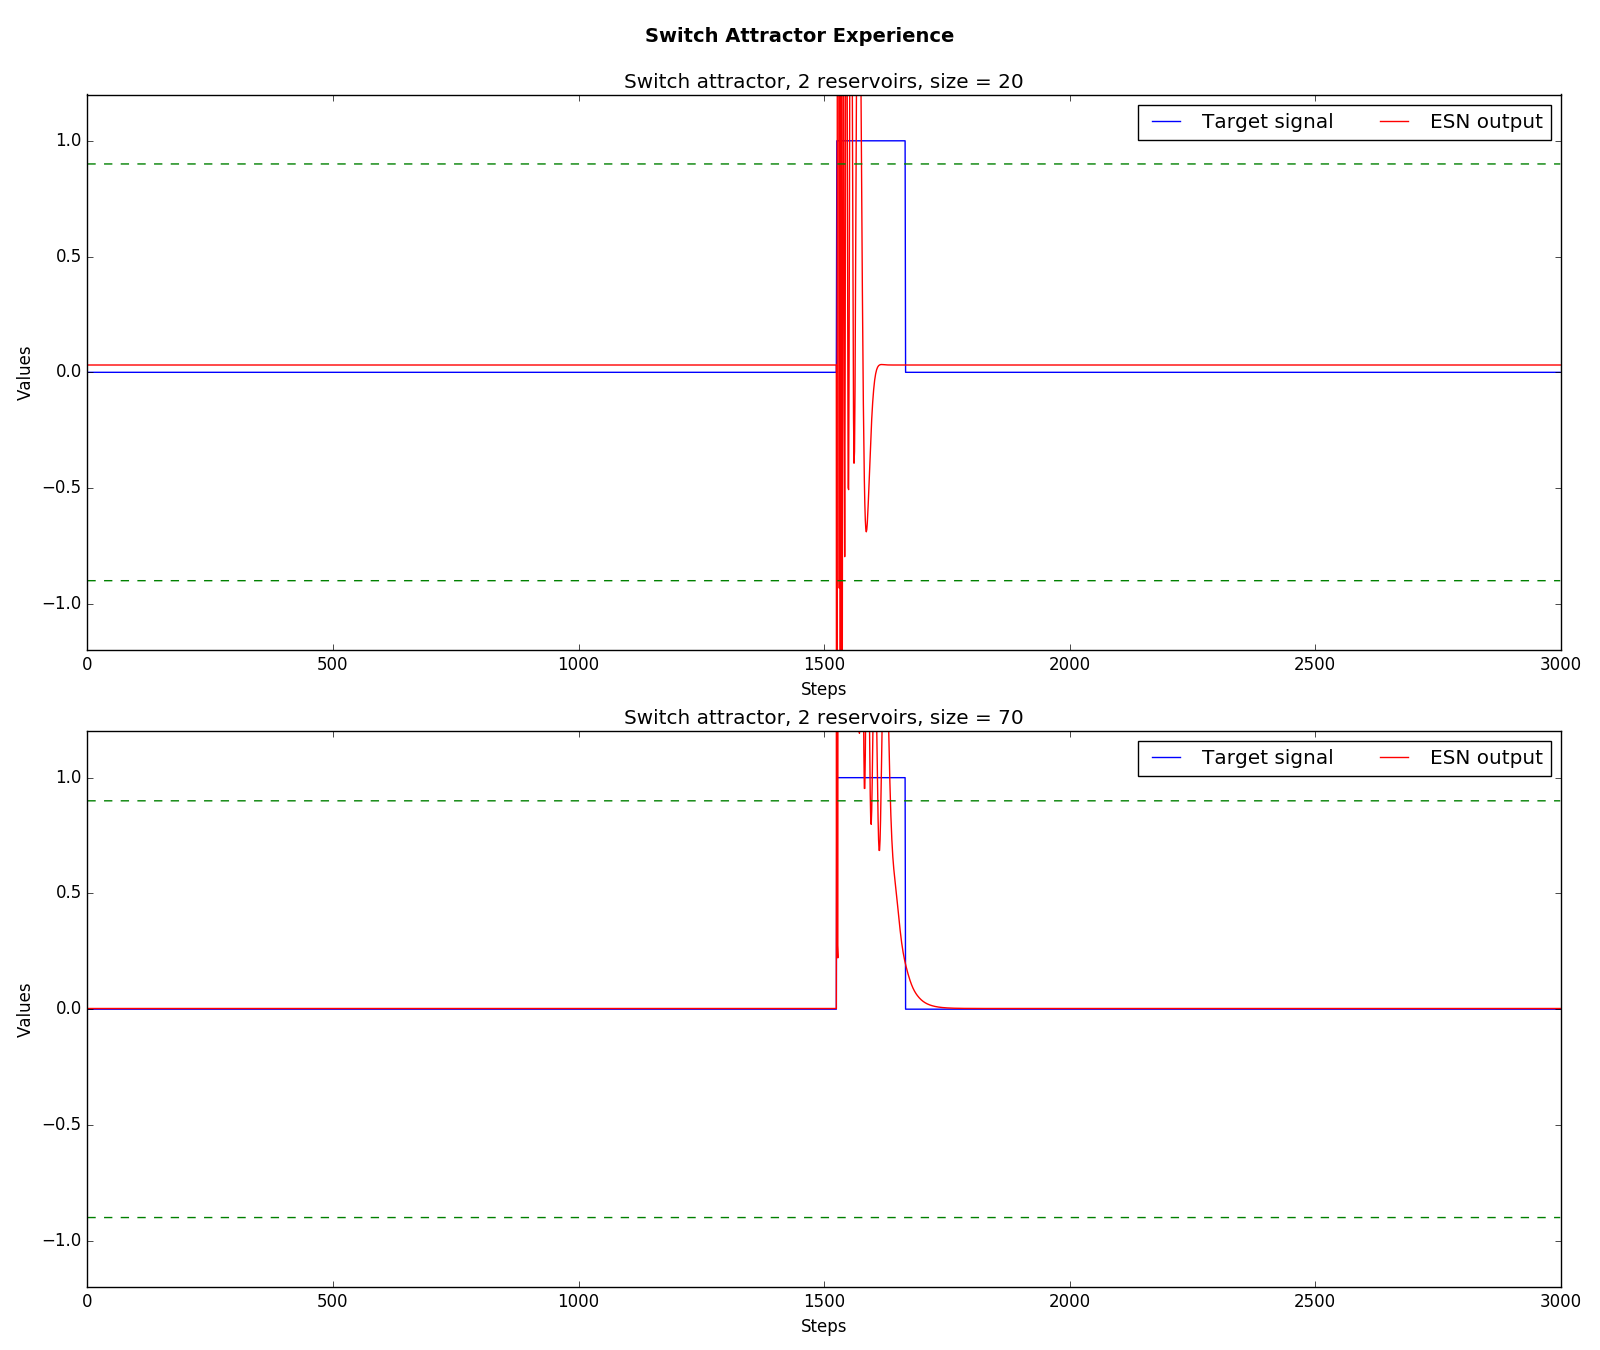 Switch Attractor Experience
Switch attractor, 2 reservoirs, size = 20
Target signal ESN output
1.0
0.5
0.0
−0.5
−1.0
Values
0 500 1000 1500 2000 2500 3000
Steps
Switch attractor, 2 reservoirs, size = 70
Target signal ESN output
1.0
0.5
0.0
−0.5
−1.0
Values
0 500 1000 1500 2000 2500 3000
Steps